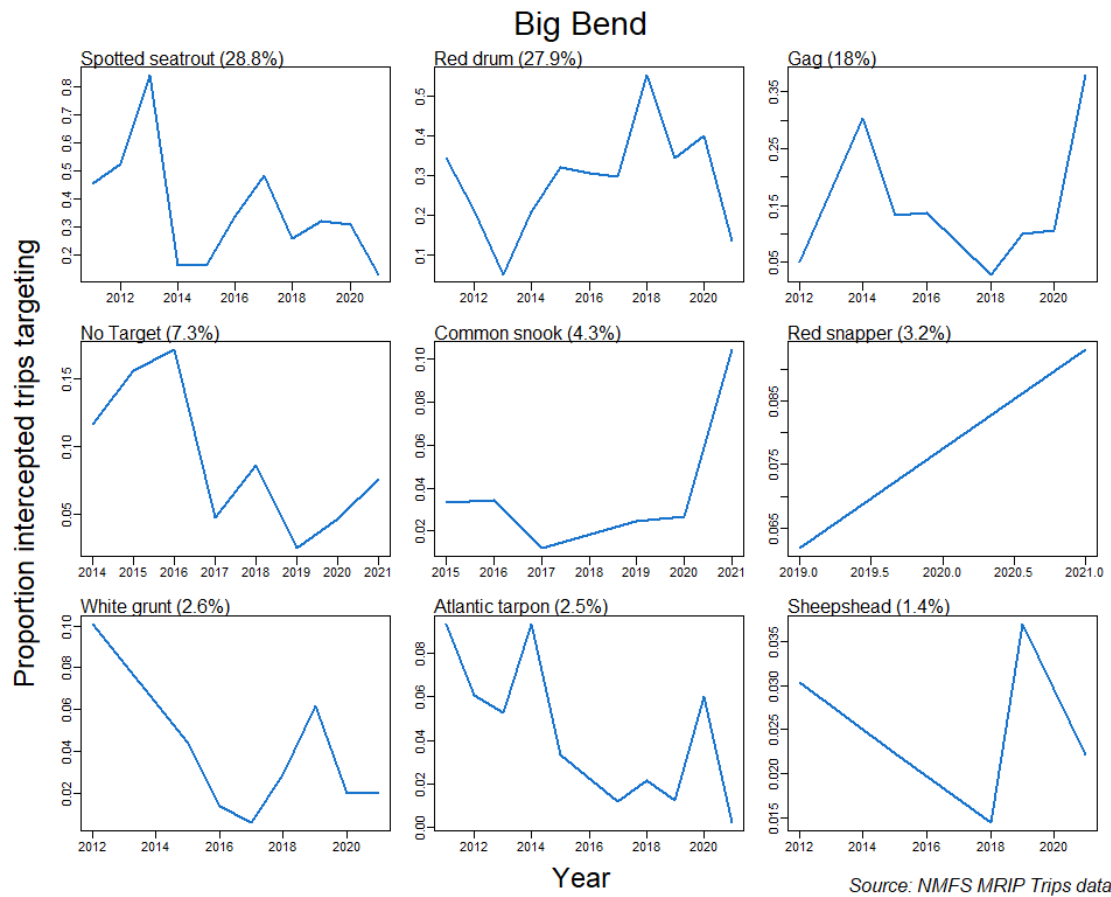 Big Bend
Spotted seatrout (28.8%)
Red drum (27.9%)
Gag (18%)
0.8
0.7
0.6
0.5
0.4
0.3
0.2
2012 2014 2016 2018 2020
0.5
0.4
0.3
0.2
0.1
2012 2014 2016 2018 2020
0.35
0.25
0.15
0.05
2012 2014 2016 2018 2020
No Target (7.3%)
Common snook (4.3%)
Red snapper (3.2%)
0.15
0.10
0.05
2014 2015 2016 2017 2018 2019 2020 2021
0.10
0.08
0.06
0.04
0.02
2015 2016 2017 2018 2019 2020 2021
0.085
0.075
0.065
2019.0 2019.5 2020.0 2020.5 2021.0
White grunt (2.6%)
Atlantic tarpon (2.5%)
Sheepshead (1.4%)
0.10
0.08
0.06
0.04
0.02
2012 2014 2016 2018 2020
0.08
0.06
0.04
0.02
0.00
2012 2014 2016 2018 2020
0.035
0.030
0.025
0.020
0.015
2012 2014 2016 2018 2020
Proportion intercepted trips targeting
Year
Source: NMFS MRIP Trips data